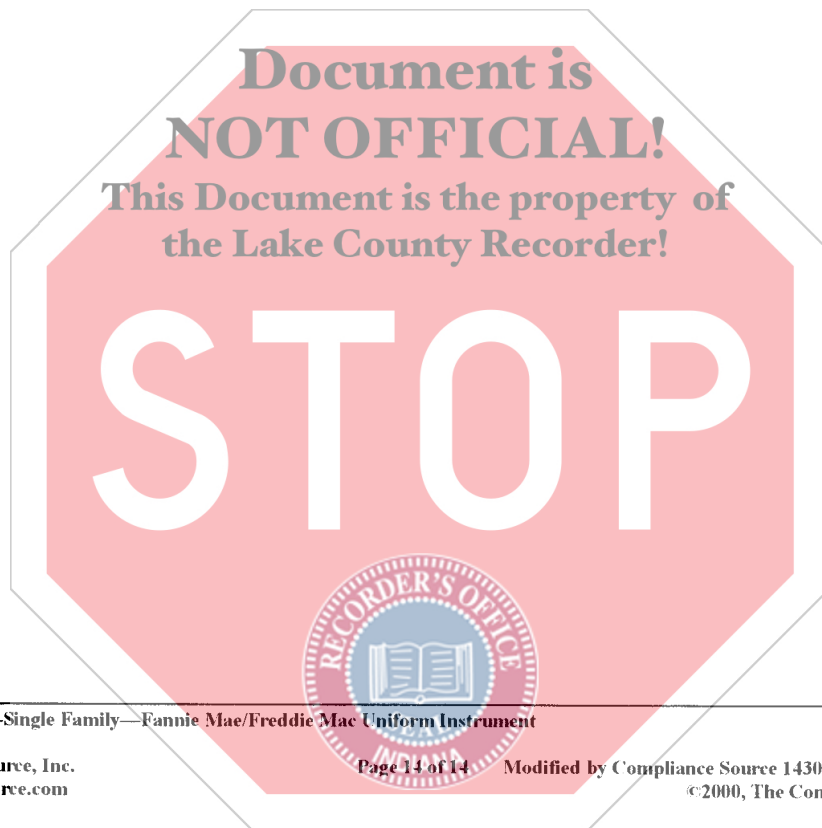 Document is
NOT OFFICIAL!
This Document is the property of
the Lake County Recorder!
STOP
RECORDER'S OFFICE
SEAL
INDIANA
-Single Family—Fannie Mae/Freddie Mac Uniform Instrument
urce, Inc.
Page 14 of 14 Modified by Compliance Source 1430
rce.com
©2000, The Con